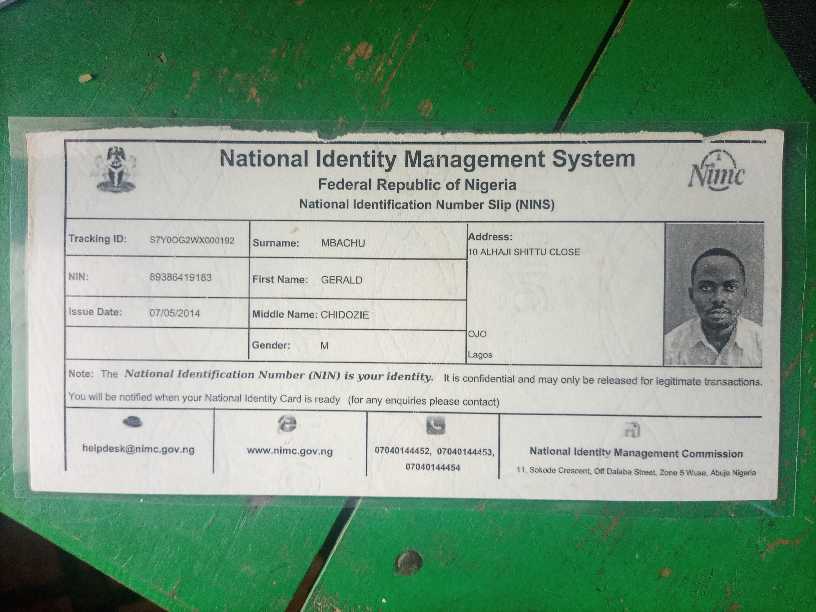 National Identity Management System
Federal Republic of Nigeria
National Identification Number Slip (NINS)
Nimc
Tracking ID: S7Y0OG2WX000192
Surname: MBACHU
Address:
10 ALHAJI SHITTU CLOSE
NIN: 89386419183
First Name: GERALD
Issue Date: 07/05/2014
Middle Name: CHIDOZIE
OJO
Gender: M
Lagos
Note: The National Identification Number (NIN) is your identity. It is confidential and may only be released for legitimate transactions.
You will be notified when your National Identity Card is ready (for any enquiries please contact)
helpdesk@nimc.gov.ng
www.nimc.gov.ng
07040144452, 07040144453,
07040144454
National Identity Management Commission
11, Sokode Crescent, Off Dalaba Street, Zone 5 Wuse, Abuja Nigeria